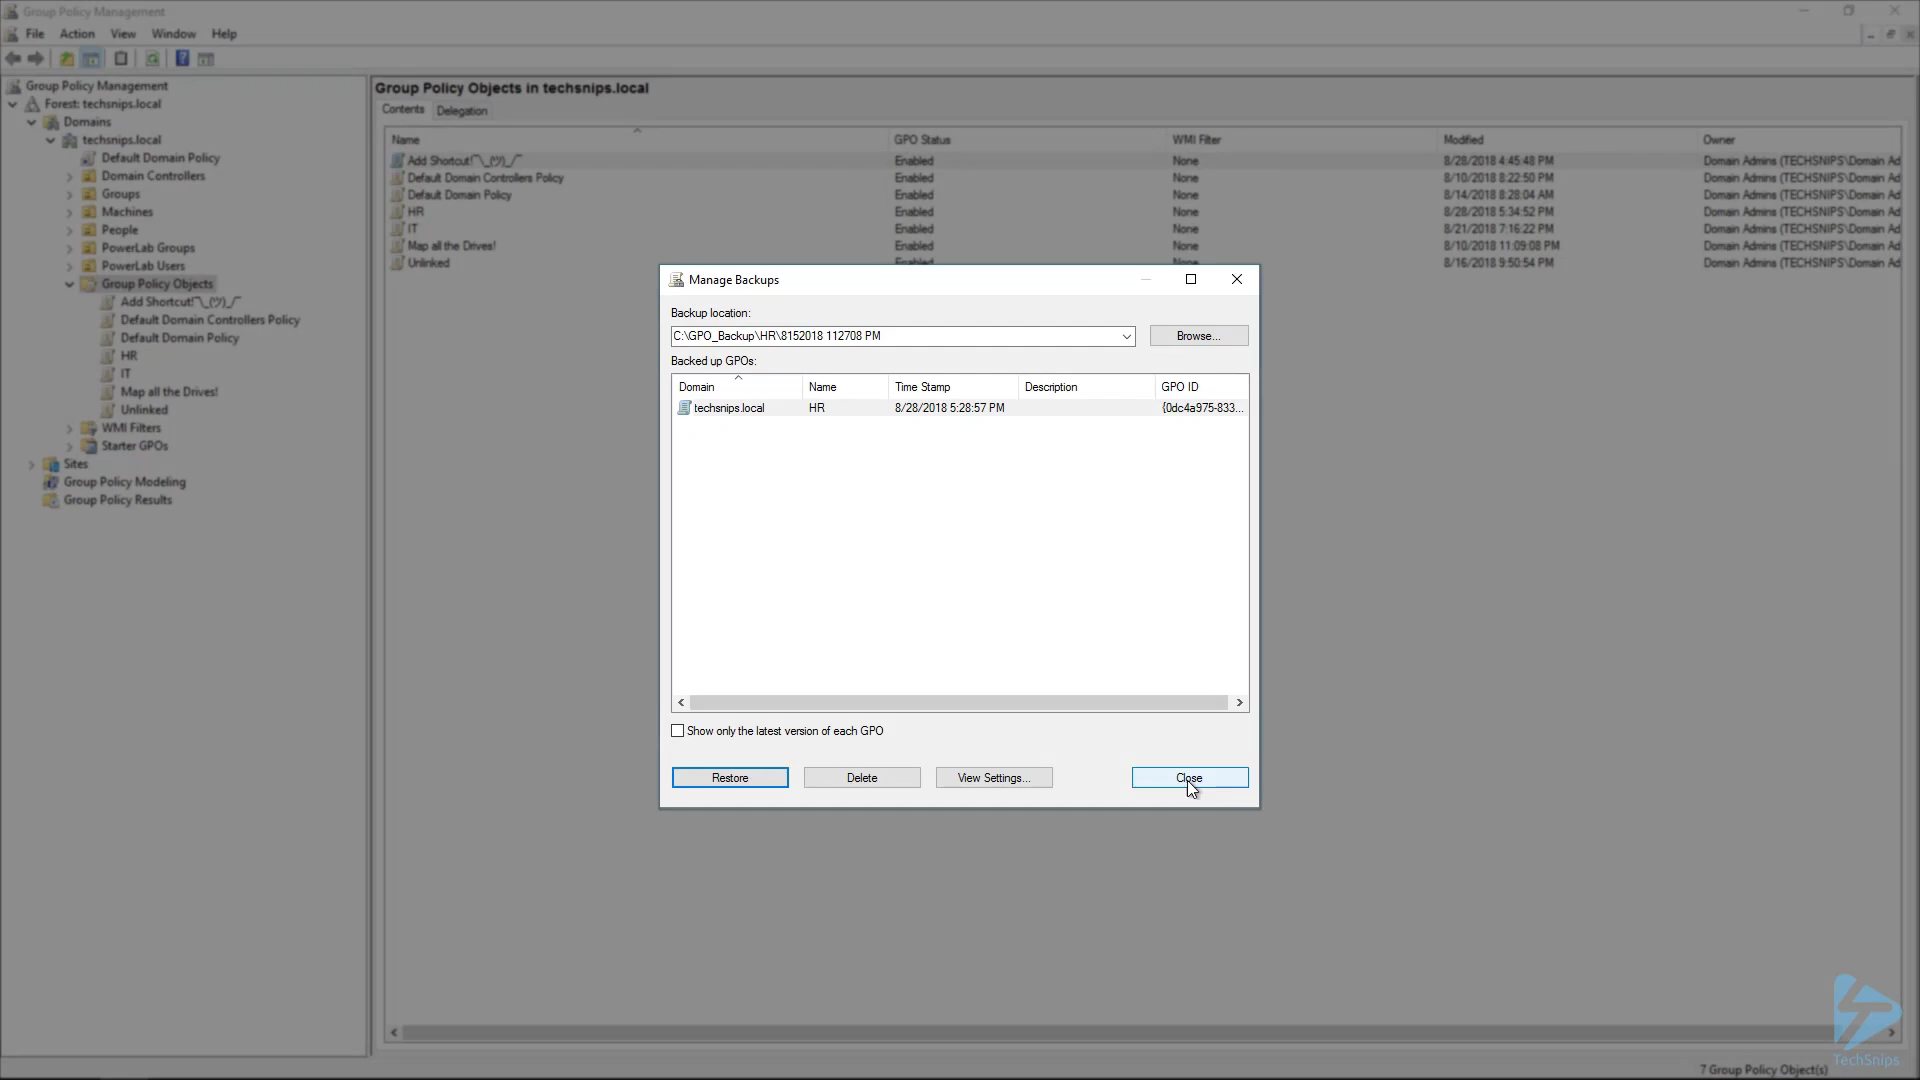 Group Policy Management
File Action View Window Help
Group Policy Management
Forest: techsnips.local
Domains
techsnips.local
Default Domain Policy
Domain Controllers
Groups
Machines
People
PowerLab Groups
PowerLab Users
Group Policy Objects
Add Shortcut!¯\_(ツ)_/¯
Default Domain Controllers Policy
Default Domain Policy
HR
IT
Map all the Drives!
Unlinked
WMI Filters
Starter GPOs
Sites
Group Policy Modeling
Group Policy Results
Group Policy Objects in techsnips.local
Contents Delegation
Name GPO Status WMI Filter Modified Owner
Add Shortcut!¯\_(ツ)_/¯ Enabled None 8/28/2018 4:45:48 PM Domain Admins (TECHSNIPS\Domain Ad
Default Domain Controllers Policy Enabled None 8/10/2018 8:22:50 PM Domain Admins (TECHSNIPS\Domain Ad
Default Domain Policy Enabled None 8/14/2018 8:28:04 AM Domain Admins (TECHSNIPS\Domain Ad
HR Enabled None 8/28/2018 5:34:52 PM Domain Admins (TECHSNIPS\Domain Ad
IT Enabled None 8/21/2018 7:16:22 PM Domain Admins (TECHSNIPS\Domain Ad
Map all the Drives! Enabled None 8/10/2018 11:09:08 PM Domain Admins (TECHSNIPS\Domain Ad
Unlinked Enabled None 8/16/2018 9:50:54 PM Domain Admins (TECHSNIPS\Domain Ad
Manage Backups
Backup location:
C:\GPO_Backup\HR\8152018 112708 PM Browse...
Backed up GPOs:
Domain Name Time Stamp Description GPO ID
techsnips.local HR 8/28/2018 5:28:57 PM {0dc4a975-833...
Show only the latest version of each GPO
Restore Delete View Settings... Close
TechSnips
7 Group Policy Object(s)